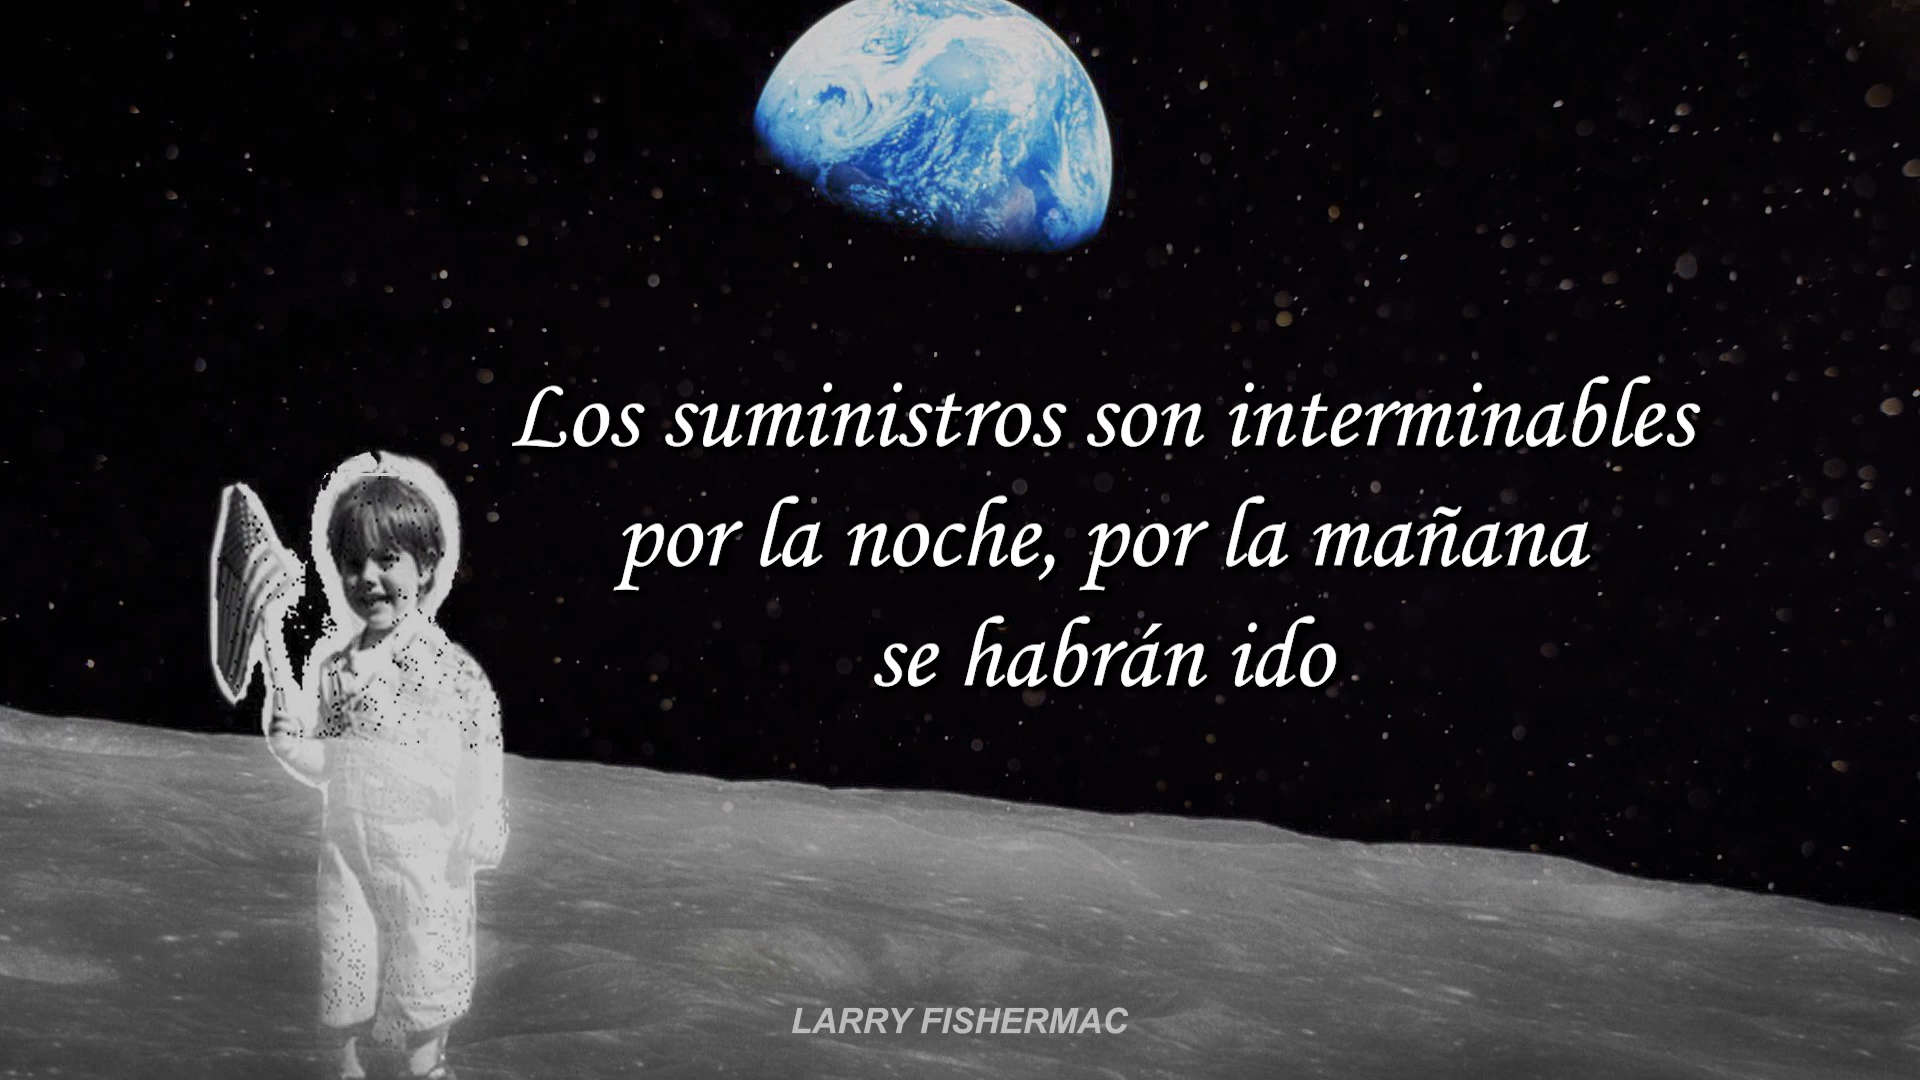 Los suministros son interminables
por la noche, por la mañana
se habrán ido
LARRY FISHERMAC